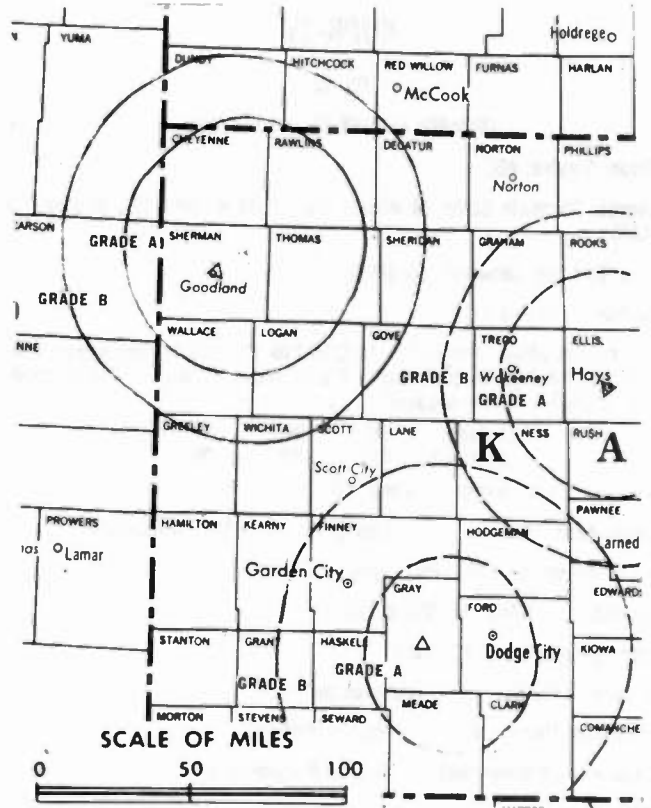 YUMA
Holdrege
DUNDY
HITCHCOCK
RED WILLOW
FURNAS
HARLAN
McCook
CHEYENNE
RAWLINS
DECATUR
NORTON
PHILLIPS
Norton
CARSON
GRADE A
SHERMAN
THOMAS
SHERIDAN
GRAHAM
ROOKS
Goodland
GRADE B
WALLACE
LOGAN
GOVE
TREGO
ELLIS
NNE
GRADE B
Wakeeney
Hays
GRADE A
GREELEY
WICHITA
SCOTT
LANE
K
NESS
RUSH
A
Scott City
PAWNEE
PROWERS
HAMILTON
KEARNY
FINNEY
HODGEMAN
Larned
Lamar
Garden City
GRAY
EDWARDS
FORD
STANTON
GRANT
HASKELL
Dodge City
KIOWA
GRADE A
GRADE B
MEADE
CLARK
MORTON
STEVENS
SEWARD
COMANCHE
SCALE OF MILES
0 50 100